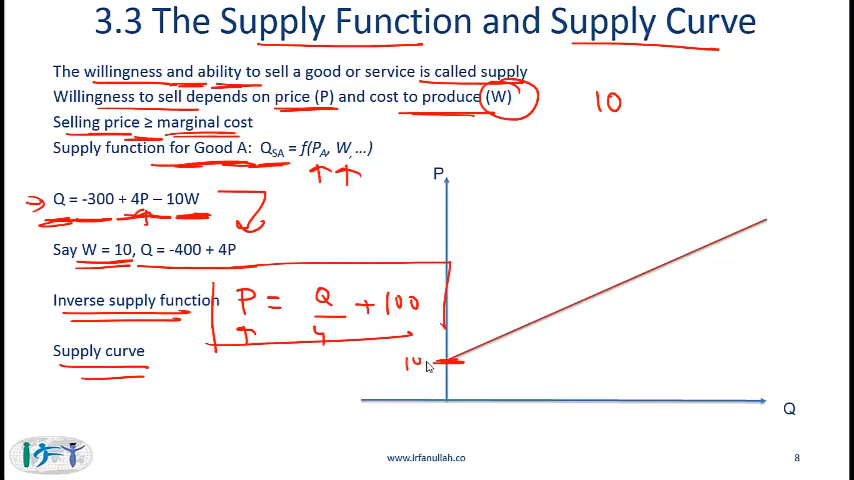 3.3 The Supply Function and Supply Curve
The willingness and ability to sell a good or service is called supply
Willingness to sell depends on price (P) and cost to produce (W)
10
Selling price ≥ marginal cost
Supply function for Good A: Q_SA = f(P_A, W,…)
P
Q = -300 + 4P – 10W
Say W = 10, Q = -400 + 4P
Inverse supply function P = Q/4 + 100
Supply curve
Q
www.irfanullah.co
8